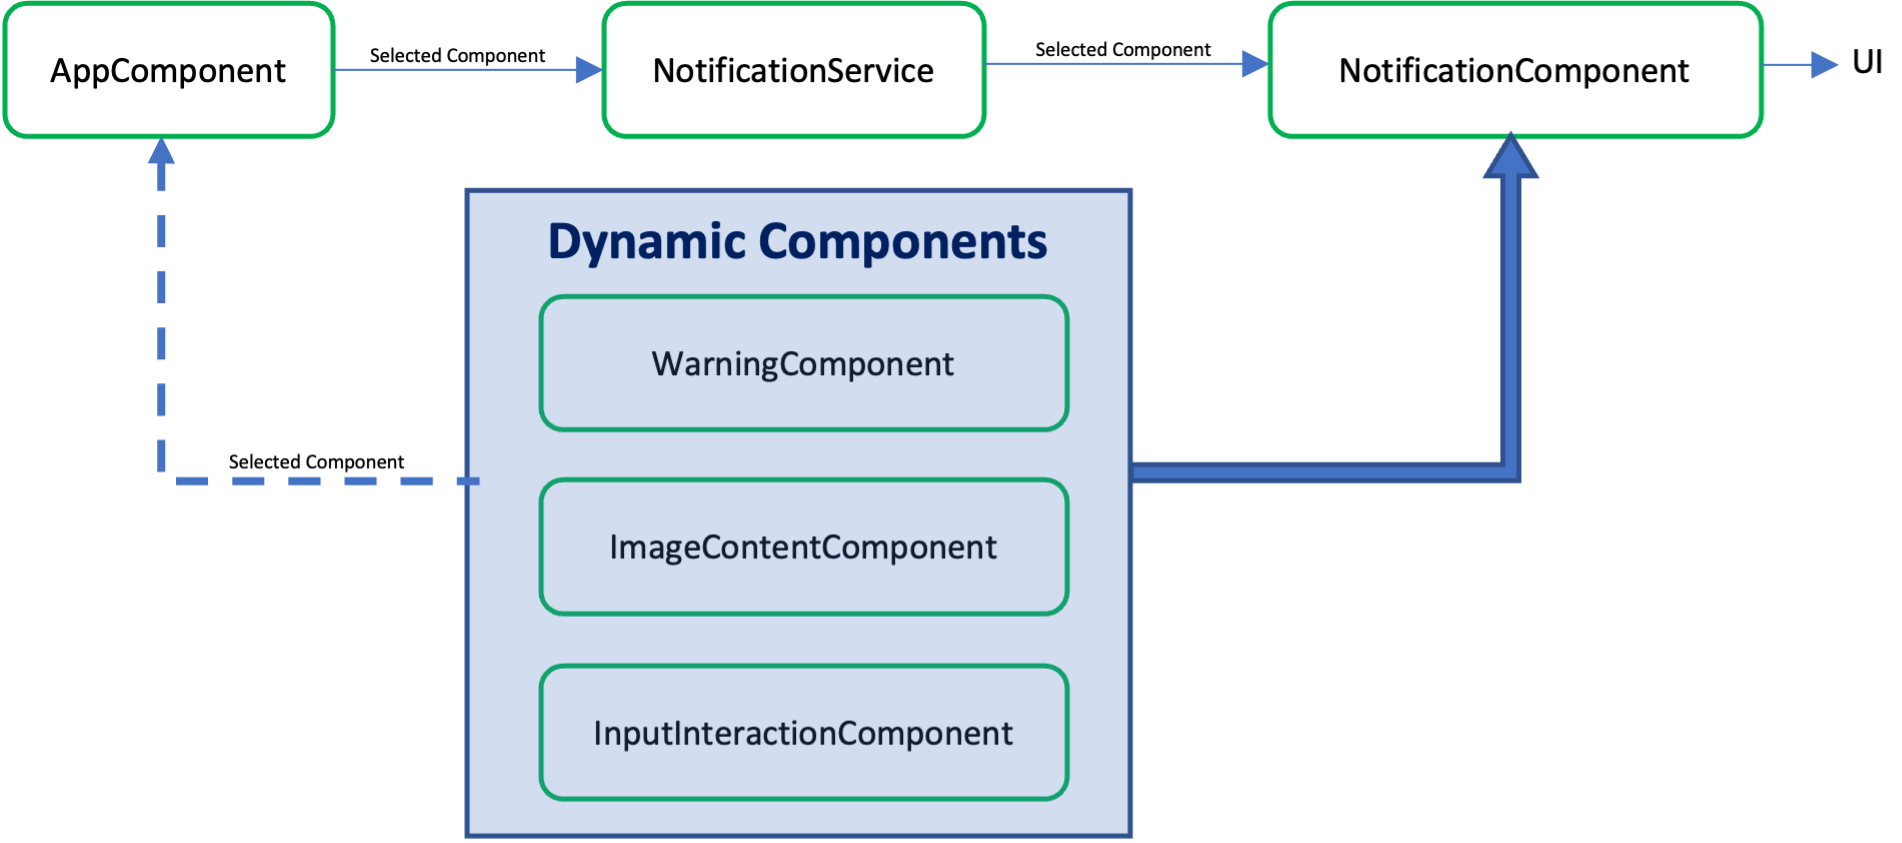 AppComponent
Selected Component
NotificationService
Selected Component
NotificationComponent
UI
Dynamic Components
WarningComponent
Selected Component
ImageContentComponent
InputInteractionComponent